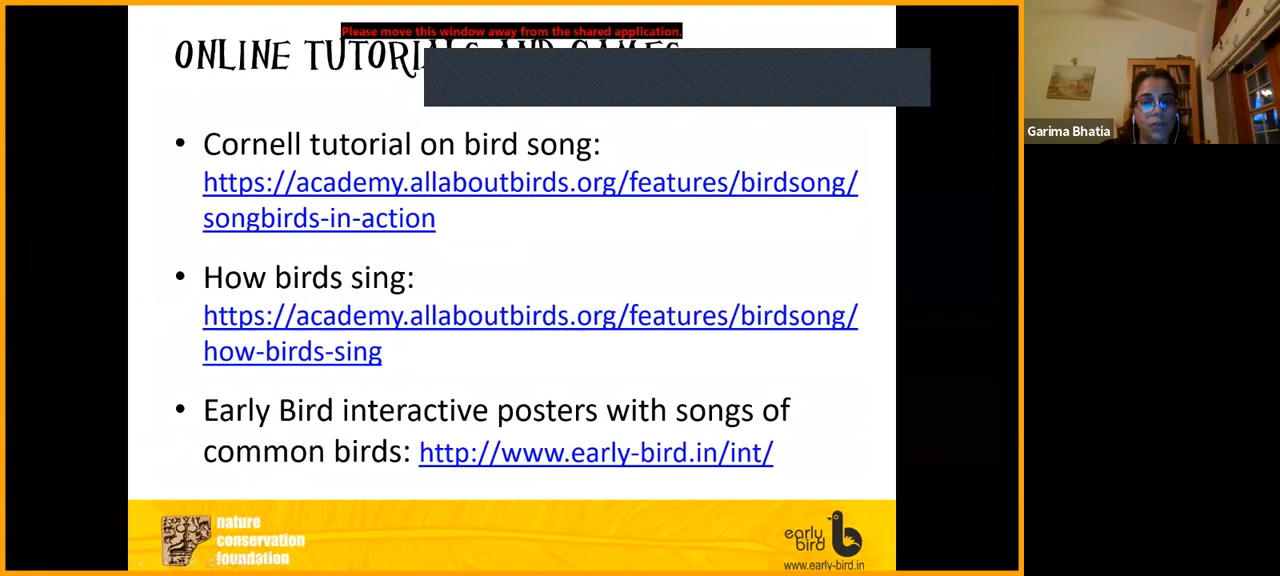 Please move this window away from the shared application.
ONLINE TUTORIALS AND GAMES
Garima Bhatia
• Cornell tutorial on bird song:
https://academy.allaboutbirds.org/features/birdsong/
songbirds-in-action
• How birds sing:
https://academy.allaboutbirds.org/features/birdsong/
how-birds-sing
• Early Bird interactive posters with songs of
common birds: http://www.early-bird.in/int/
nature
conservation
foundation
early
bird
www.early-bird.in